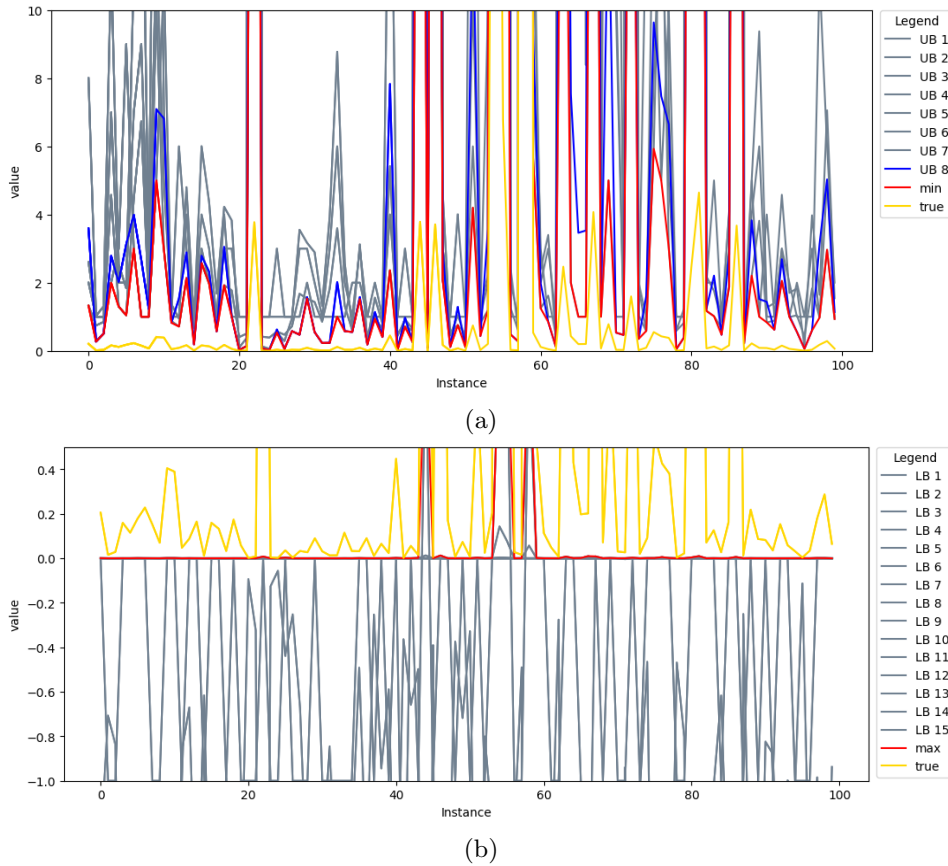 10
8
6
4
2
0
value
0
20
40
60
80
100
Instance
Legend
UB 1
UB 2
UB 3
UB 4
UB 5
UB 6
UB 7
UB 8
min
true
(a)
0.4
0.2
0.0
−0.2
−0.4
−0.6
−0.8
−1.0
value
0
20
40
60
80
100
Instance
Legend
LB 1
LB 2
LB 3
LB 4
LB 5
LB 6
LB 7
LB 8
LB 9
LB 10
LB 11
LB 12
LB 13
LB 14
LB 15
max
true
(b)